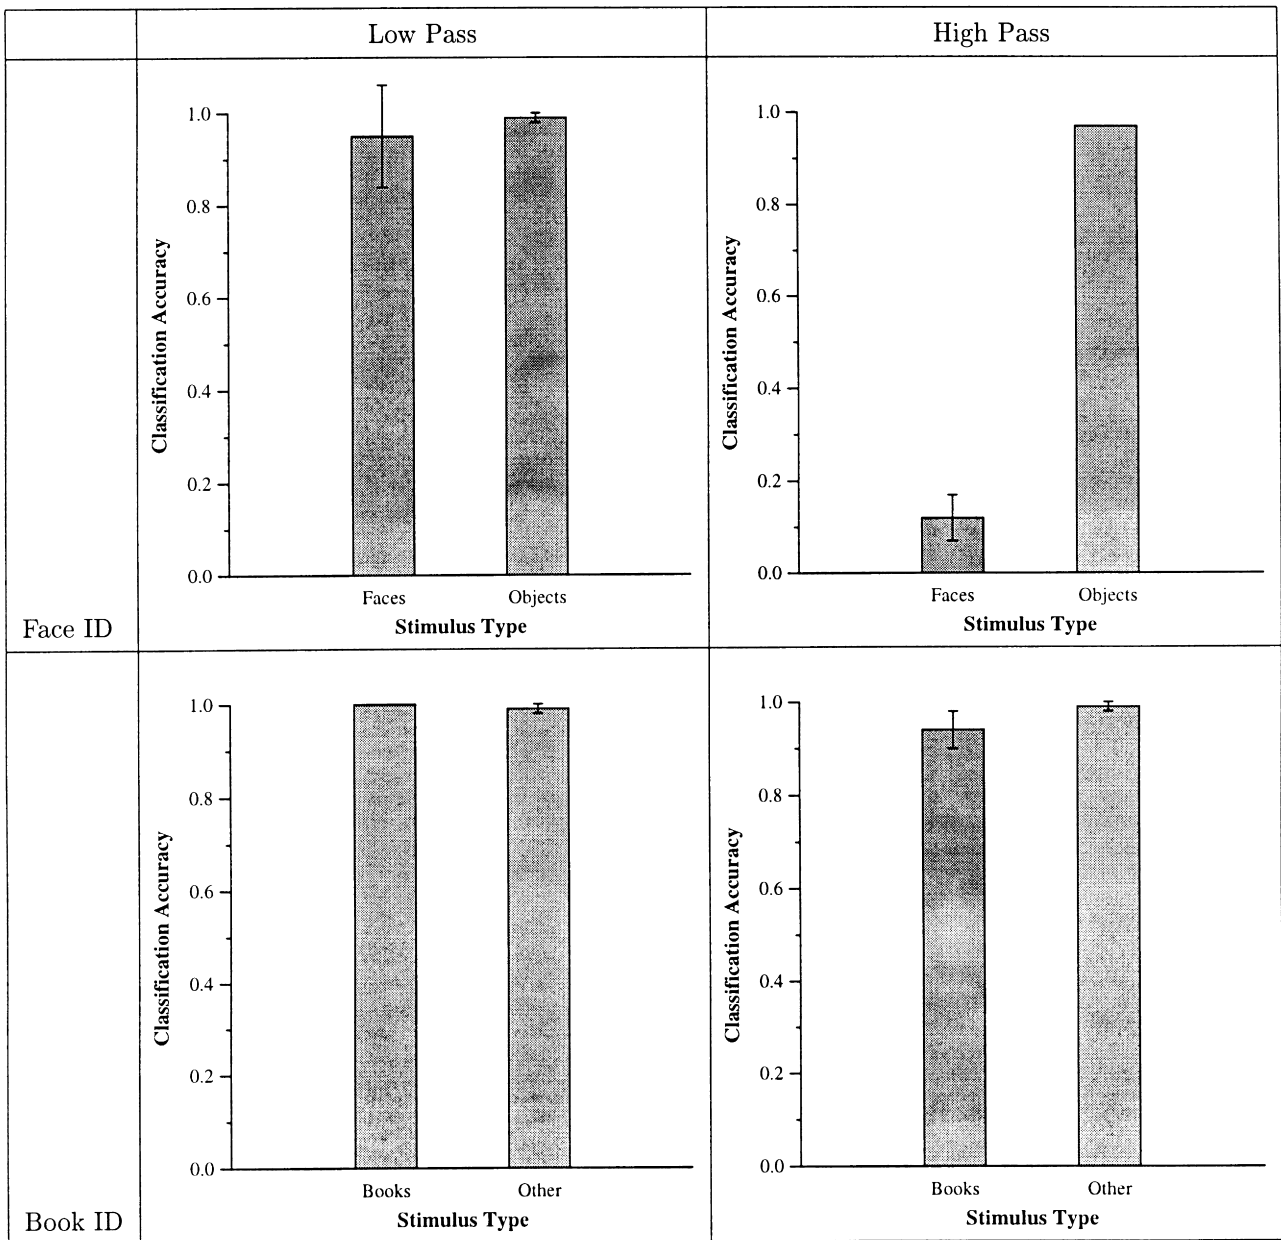 Low Pass
High Pass
Face ID
Classification Accuracy
1.0
0.8
0.6
0.4
0.2
0.0
Faces Objects
Stimulus Type
Classification Accuracy
1.0
0.8
0.6
0.4
0.2
0.0
Faces Objects
Stimulus Type
Book ID
Classification Accuracy
1.0
0.8
0.6
0.4
0.2
0.0
Books Other
Stimulus Type
Classification Accuracy
1.0
0.8
0.6
0.4
0.2
0.0
Books Other
Stimulus Type